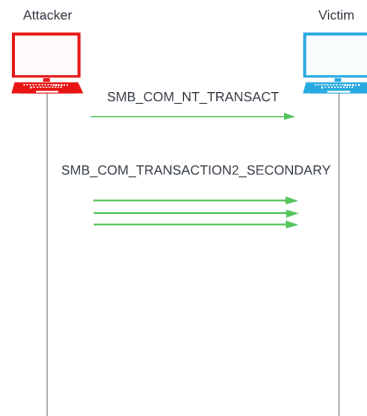 Attacker
Victim
SMB_COM_NT_TRANSACT
SMB_COM_TRANSACTION2_SECONDARY